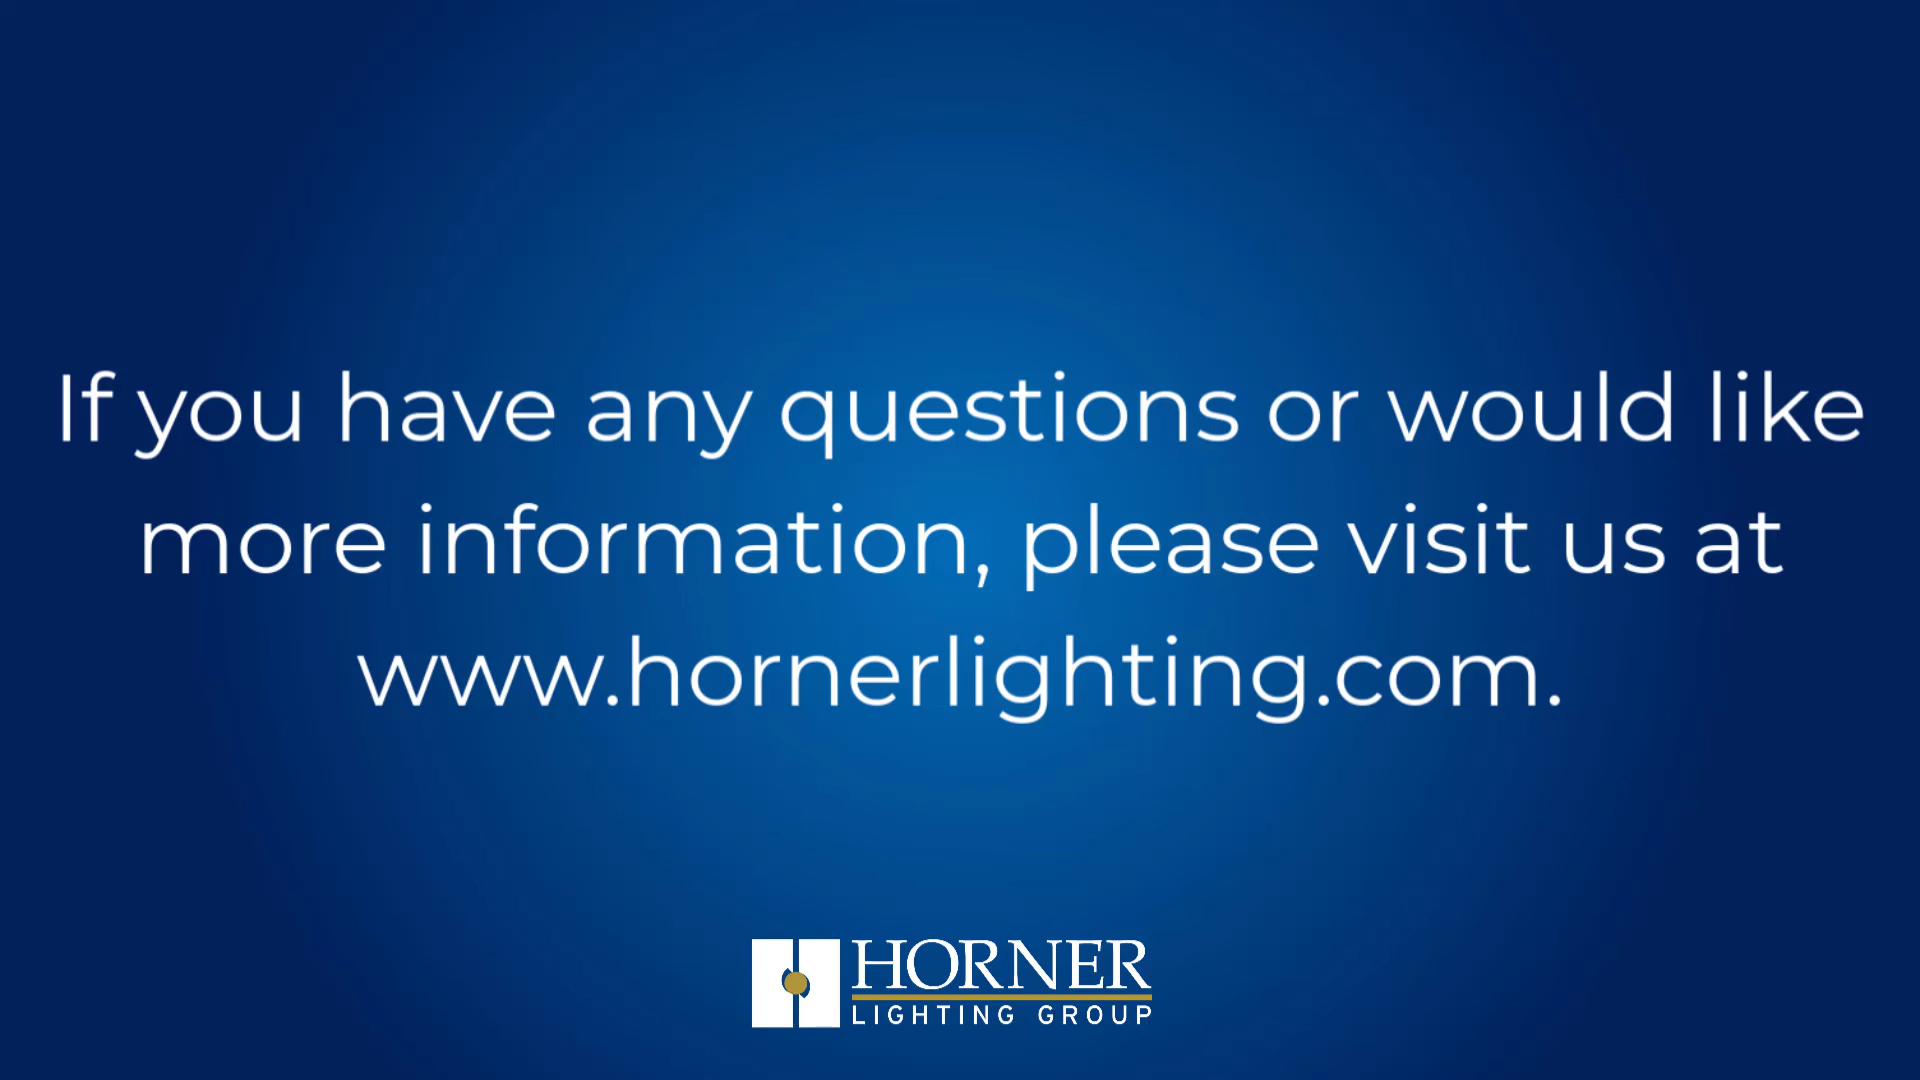 If you have any questions or would like
more information, please visit us at
www.hornerlighting.com.
HORNER
LIGHTING GROUP